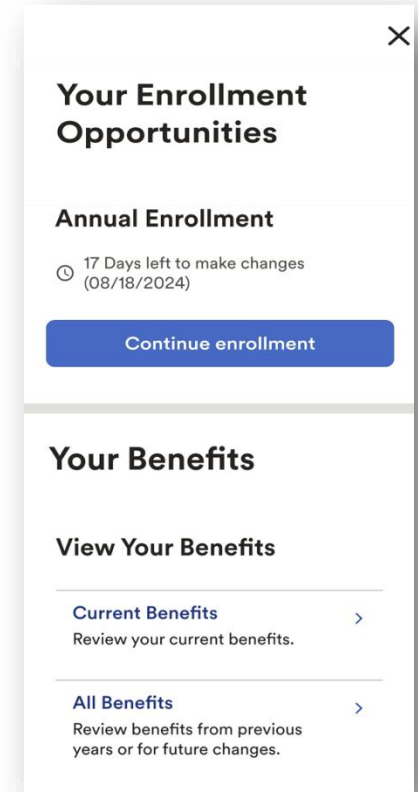 Your Enrollment
Opportunities
Annual Enrollment
17 Days left to make changes
(08/18/2024)
Continue enrollment
Your Benefits
View Your Benefits
Current Benefits
Review your current benefits.
All Benefits
Review benefits from previous
years or for future changes.